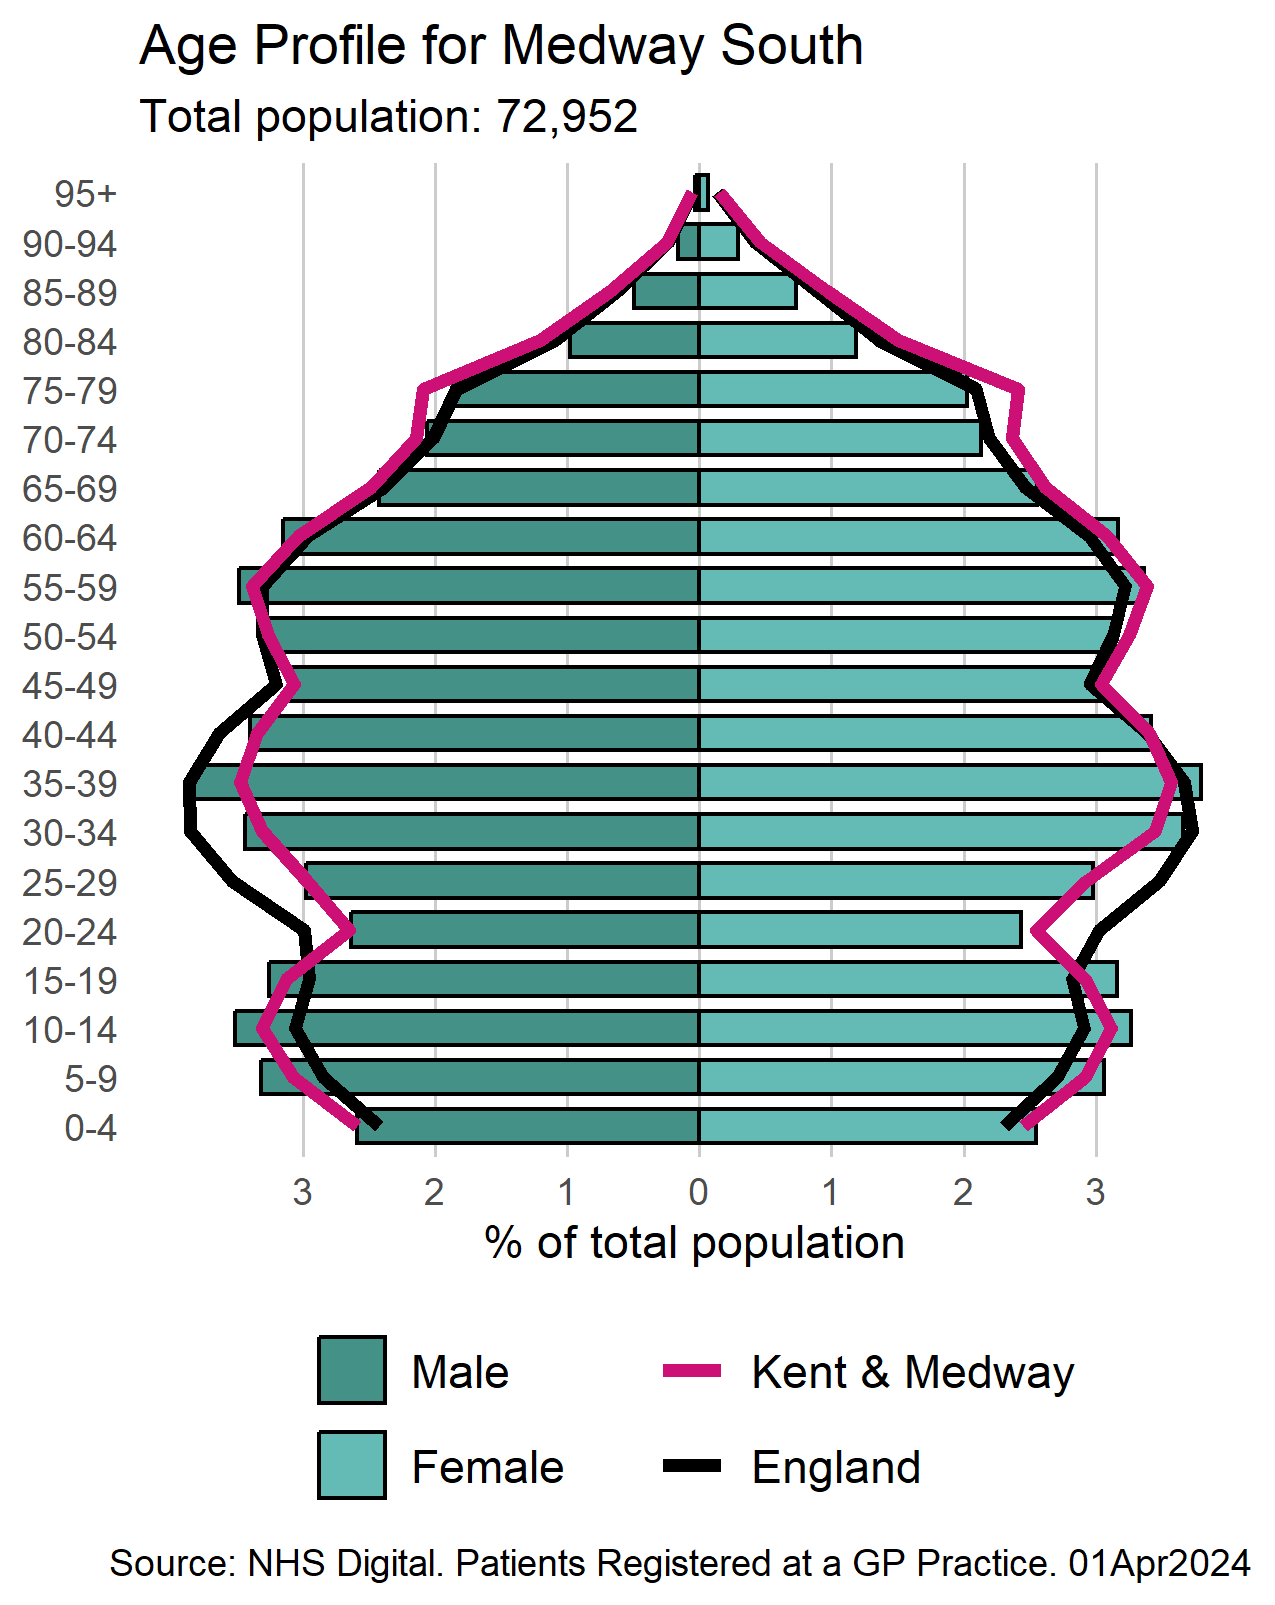 Age Profile for Medway South
Total population: 72,952
95+
90-94
85-89
80-84
75-79
70-74
65-69
60-64
55-59
50-54
45-49
40-44
35-39
30-34
25-29
20-24
15-19
10-14
5-9
0-4
3 2 1 0 1 2 3
% of total population
Male Kent & Medway
Female England
Source: NHS Digital. Patients Registered at a GP Practice. 01Apr2024